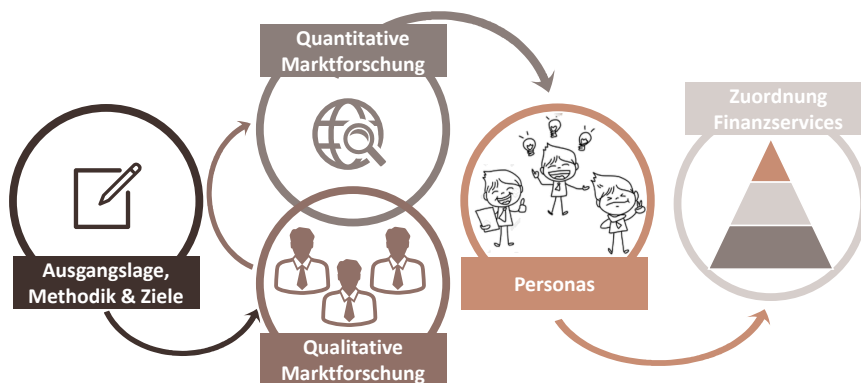 Ausgangslage,
Methodik & Ziele
Quantitative
Marktforschung
Qualitative
Marktforschung
Personas
Zuordnung
Finanzservices